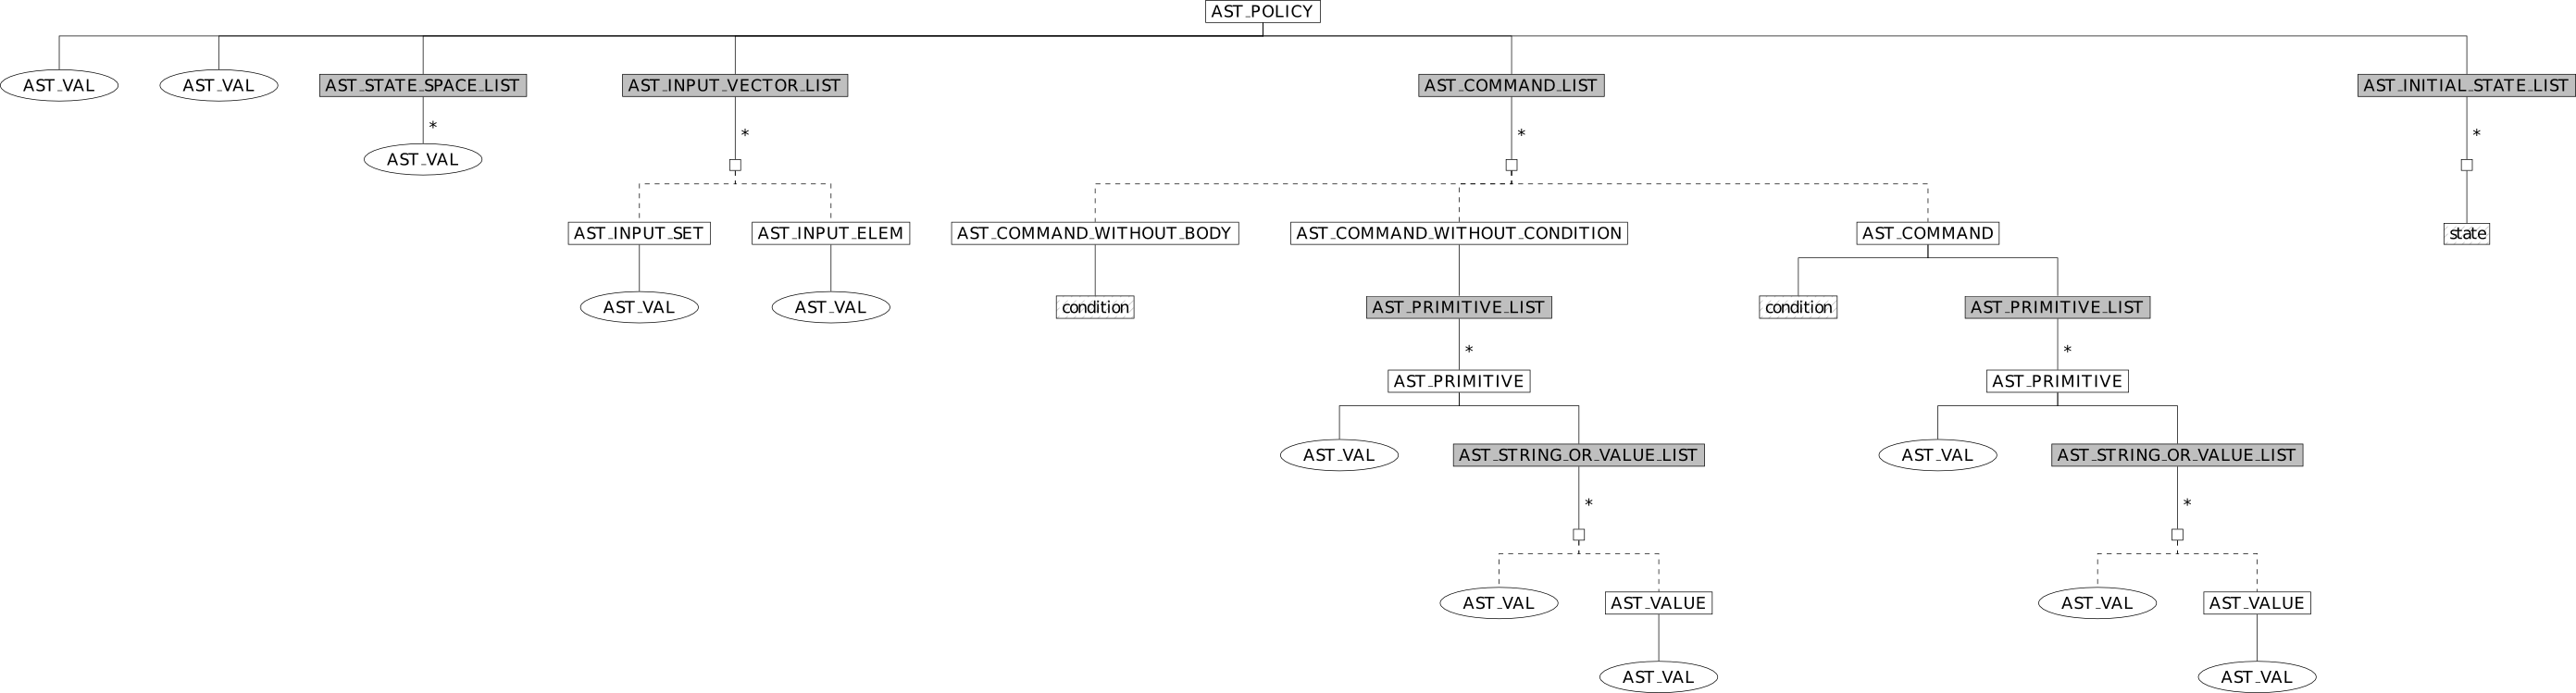 AST_POLICY
AST_VAL
AST_VAL
AST_STATE_SPACE_LIST
AST_INPUT_VECTOR_LIST
AST_COMMAND_LIST
AST_INITIAL_STATE_LIST
*
*
*
*
AST_VAL
AST_INPUT_SET
AST_INPUT_ELEM
AST_COMMAND_WITHOUT_BODY
AST_COMMAND_WITHOUT_CONDITION
AST_COMMAND
state
AST_VAL
AST_VAL
condition
AST_PRIMITIVE_LIST
condition
AST_PRIMITIVE_LIST
*
*
AST_PRIMITIVE
AST_PRIMITIVE
AST_VAL
AST_STRING_OR_VALUE_LIST
AST_VAL
AST_STRING_OR_VALUE_LIST
*
*
AST_VAL
AST_VALUE
AST_VAL
AST_VALUE
AST_VAL
AST_VAL